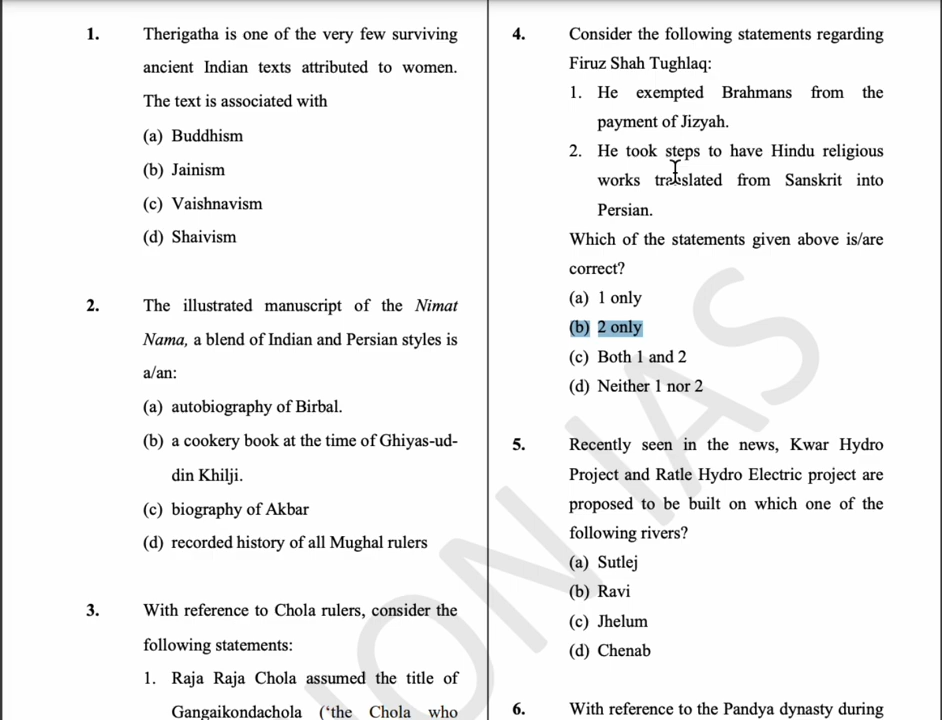 1. Therigatha is one of the very few surviving
ancient Indian texts attributed to women.
The text is associated with
(a) Buddhism
(b) Jainism
(c) Vaishnavism
(d) Shaivism
2. The illustrated manuscript of the Nimat
Nama, a blend of Indian and Persian styles is
a/an:
(a) autobiography of Birbal.
(b) a cookery book at the time of Ghiyas-ud-
din Khilji.
(c) biography of Akbar
(d) recorded history of all Mughal rulers
3. With reference to Chola rulers, consider the
following statements:
1. Raja Raja Chola assumed the title of
Gangaikondachola (‘the Chola who
4. Consider the following statements regarding
Firuz Shah Tughlaq:
1. He exempted Brahmans from the
payment of Jizyah.
2. He took steps to have Hindu religious
works translated from Sanskrit into
Persian.
Which of the statements given above is/are
correct?
(a) 1 only
(b) 2 only
(c) Both 1 and 2
(d) Neither 1 nor 2
5. Recently seen in the news, Kwar Hydro
Project and Ratle Hydro Electric project are
proposed to be built on which one of the
following rivers?
(a) Sutlej
(b) Ravi
(c) Jhelum
(d) Chenab
6. With reference to the Pandya dynasty during
ION IAS